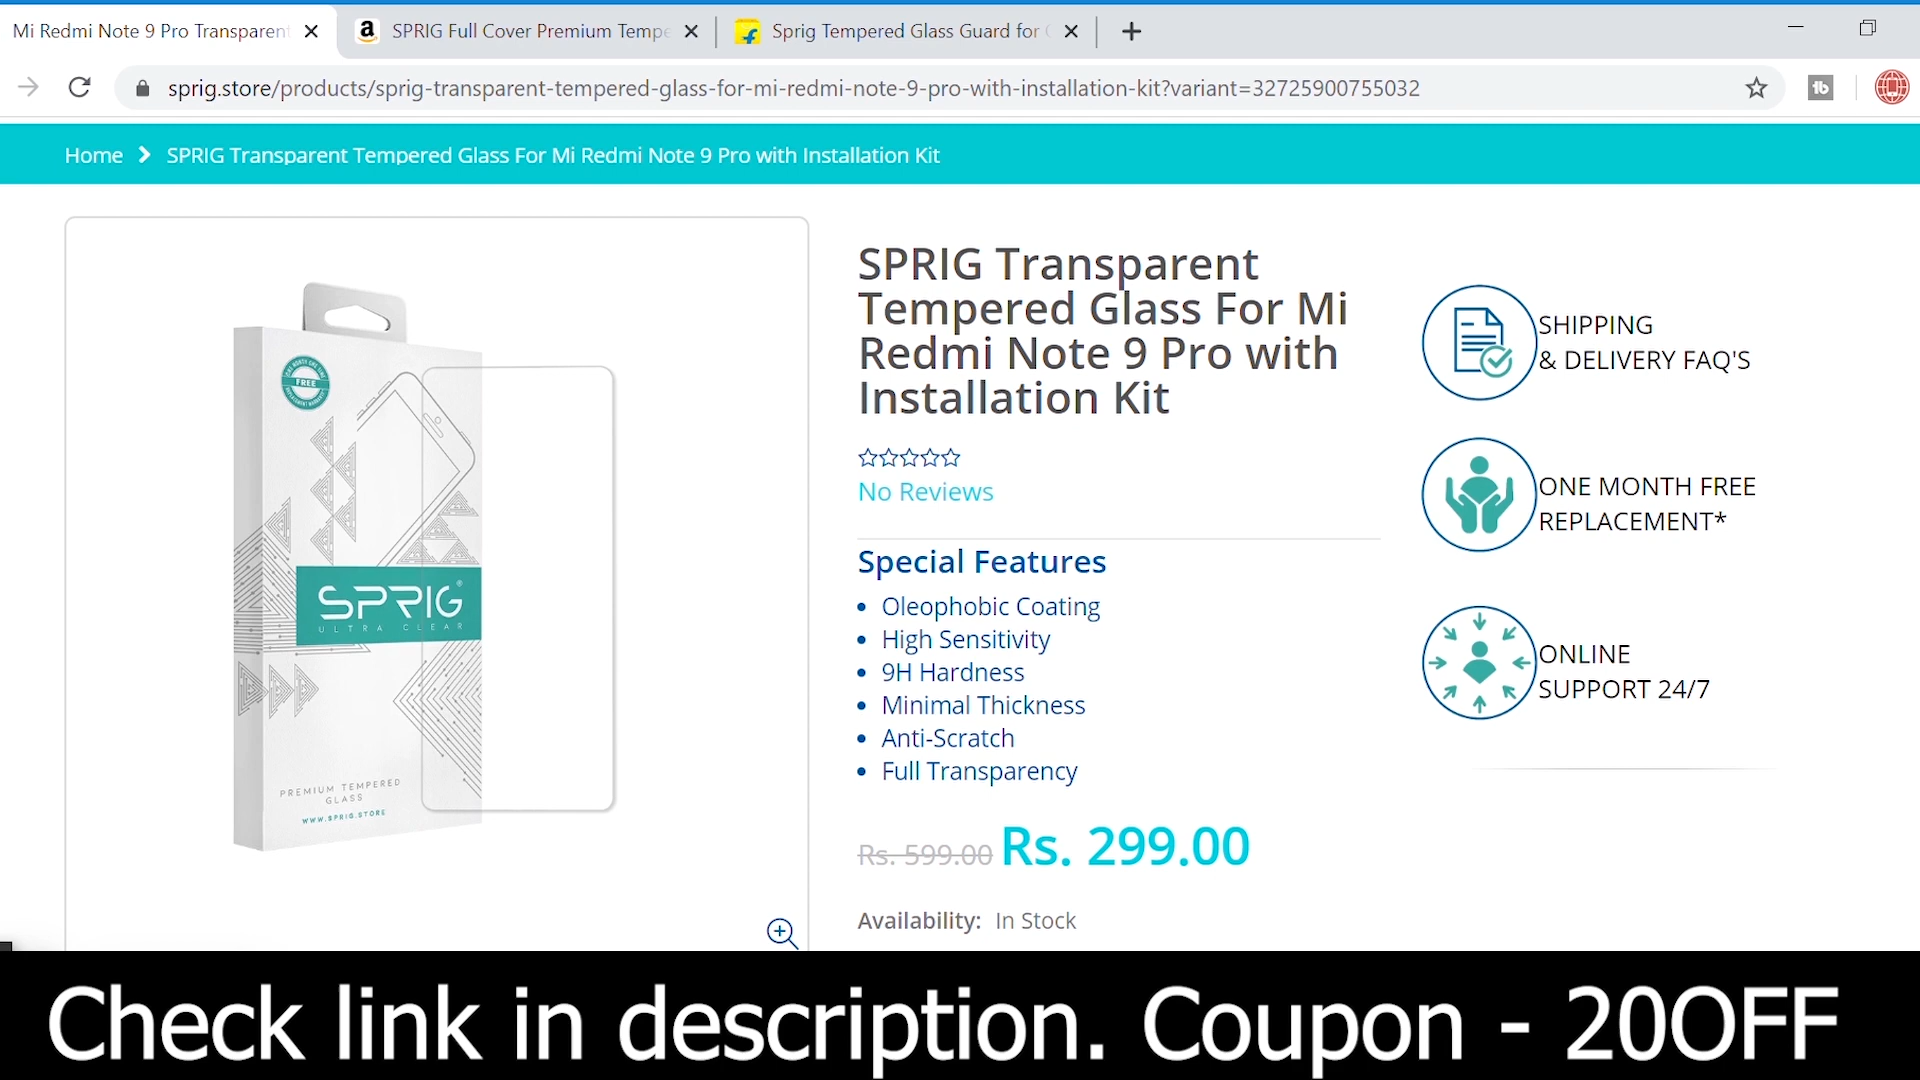 Mi Redmi Note 9 Pro Transparent
SPRIG Full Cover Premium Tempe
Sprig Tempered Glass Guard for
sprig.store/products/sprig-transparent-tempered-glass-for-mi-redmi-note-9-pro-with-installation-kit?variant=32725900755032
Home > SPRIG Transparent Tempered Glass For Mi Redmi Note 9 Pro with Installation Kit
FREE
SPRIG®
ULTRA CLEAR
PREMIUM TEMPERED
GLASS
WWW.SPRIG.STORE
SPRIG Transparent
Tempered Glass For Mi
Redmi Note 9 Pro with
Installation Kit
No Reviews
Special Features
• Oleophobic Coating
• High Sensitivity
• 9H Hardness
• Minimal Thickness
• Anti-Scratch
• Full Transparency
Rs. 599.00 Rs. 299.00
Availability: In Stock
SHIPPING
& DELIVERY FAQ'S
ONE MONTH FREE
REPLACEMENT*
ONLINE
SUPPORT 24/7
Check link in description. Coupon - 20OFF